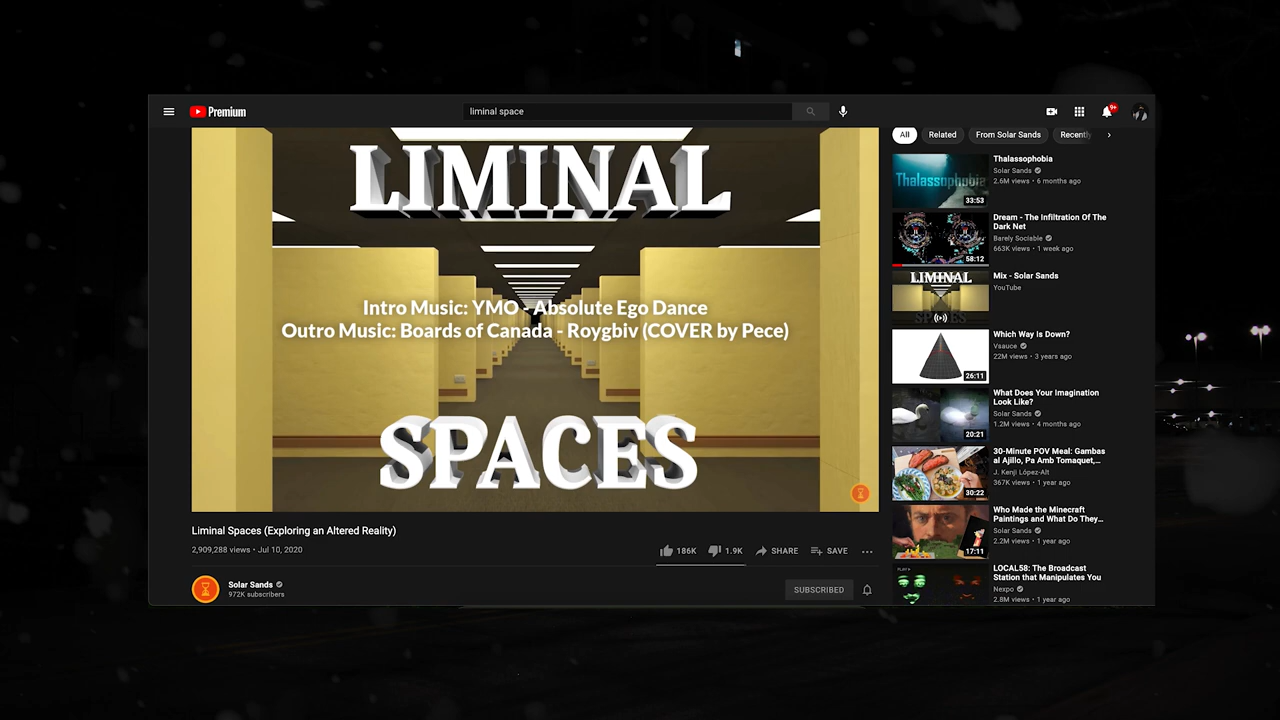 Premium
liminal space
9+
LIMINAL
Intro Music: YMO - Absolute Ego Dance
Outro Music: Boards of Canada - Roygbiv (COVER by Pece)
SPACES
Liminal Spaces (Exploring an Altered Reality)
2,909,288 views • Jul 10, 2020
186K
1.9K
SHARE
SAVE
Solar Sands
972K subscribers
SUBSCRIBED
All
Related
From Solar Sands
Recently
Thalassophobia
33:53
Thalassophobia
Solar Sands
2.6M views • 6 months ago
58:12
Dream - The Infiltration Of The
Dark Net
Barely Sociable
663K views • 1 week ago
LIMINAL
SPACES
Mix - Solar Sands
YouTube
26:11
Which Way Is Down?
Vsauce
22M views • 3 years ago
20:21
What Does Your Imagination
Look Like?
Solar Sands
1.2M views • 4 months ago
30:22
30-Minute POV Meal: Gambas
al Ajillo, Pa Amb Tomaquet,...
J. Kenji López-Alt
367K views • 1 year ago
17:11
Who Made the Minecraft
Paintings and What Do They...
Solar Sands
2.2M views • 1 year ago
LOCAL58: The Broadcast
Station that Manipulates You
Nexpo
2.8M views • 1 year ago